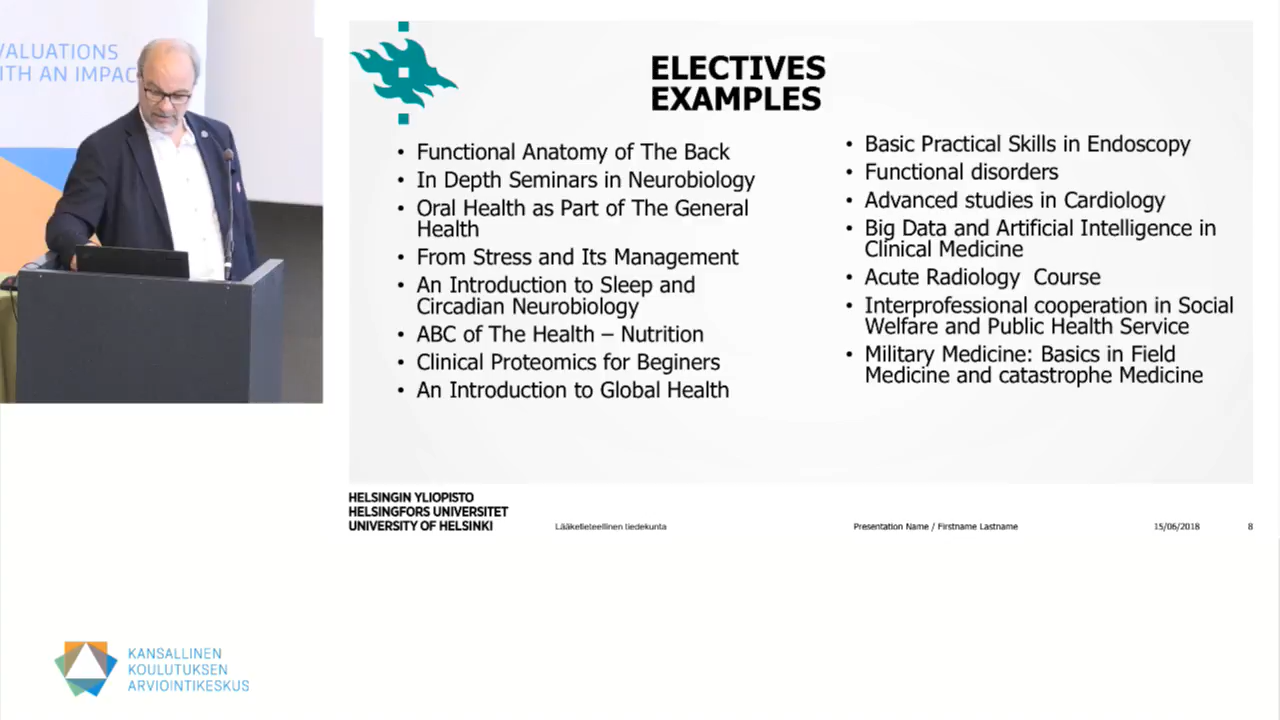 VALUATIONS
ITH AN IMPAC
ELECTIVES
EXAMPLES
• Functional Anatomy of The Back
• In Depth Seminars in Neurobiology
• Oral Health as Part of The General
Health
• From Stress and Its Management
• An Introduction to Sleep and
Circadian Neurobiology
• ABC of The Health – Nutrition
• Clinical Proteomics for Beginers
• An Introduction to Global Health
• Basic Practical Skills in Endoscopy
• Functional disorders
• Advanced studies in Cardiology
• Big Data and Artificial Intelligence in
Clinical Medicine
• Acute Radiology Course
• Interprofessional cooperation in Social
Welfare and Public Health Service
• Military Medicine: Basics in Field
Medicine and catastrophe Medicine
HELSINGIN YLIOPISTO
HELSINGFORS UNIVERSITET
UNIVERSITY OF HELSINKI
Lääketieteellinen tiedekunta
Presentation Name / Firstname Lastname
15/06/2018
8
KANSALLINEN
KOULUTUKSEN
ARVIOINTIKESKUS